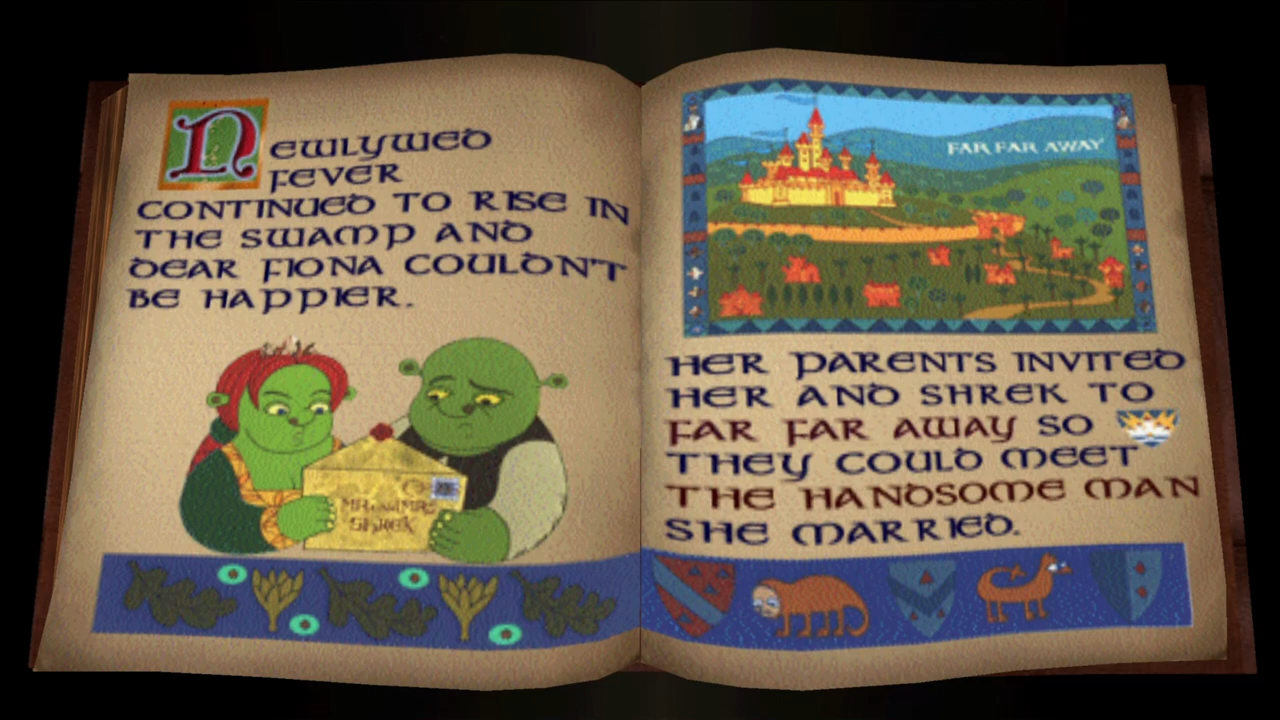 NEWLYWED
FEVER
CONTINUED TO RISE IN
THE SWAMP AND
DEAR FIONA COULDN'T
BE HAPPIER.
MR. AND MRS.
SHREK
FAR FAR AWAY
HER PARENTS INVITED
HER AND SHREK TO
FAR FAR AWAY SO
THEY COULD MEET
THE HANDSOME MAN
SHE MARRIED.